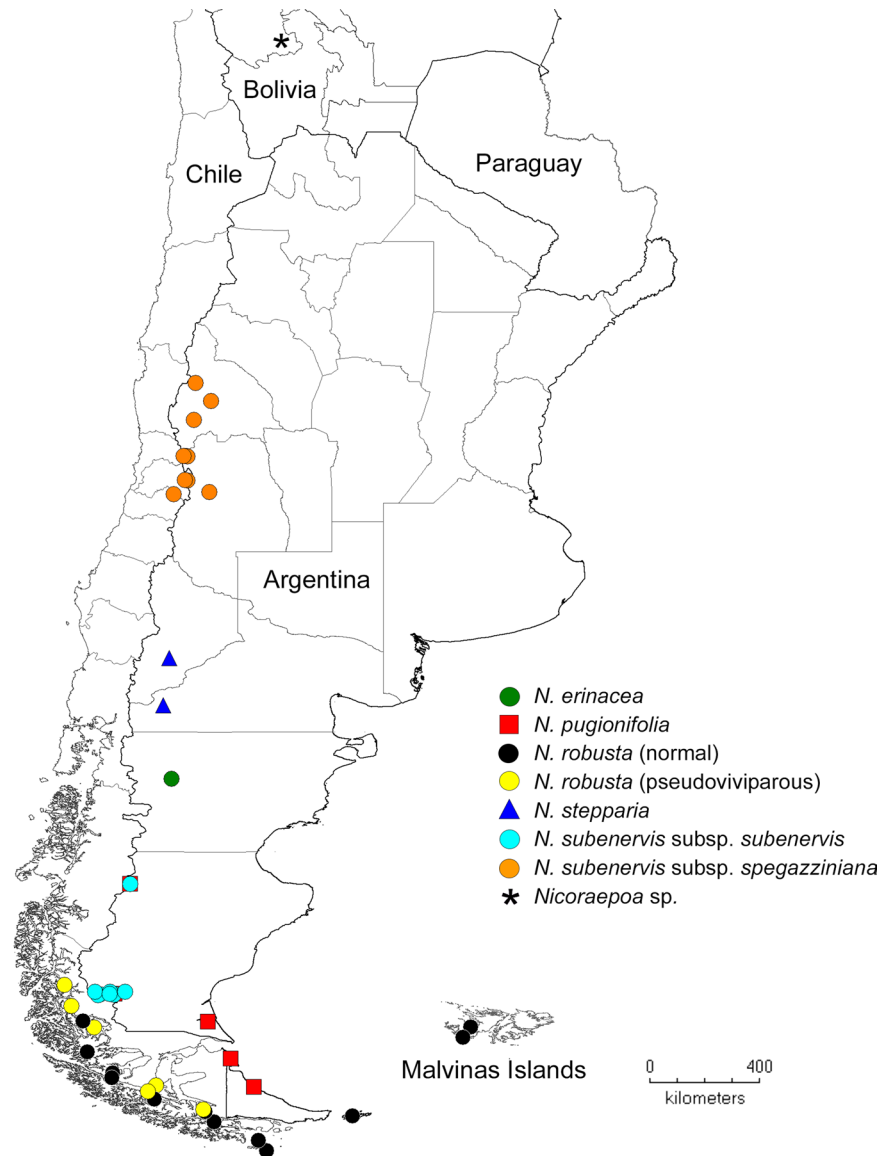 *
Bolivia
Chile
Paraguay
Argentina
N. erinacea
N. pugionifolia
N. robusta (normal)
N. robusta (pseudoviviparous)
N. stepparia
N. subenervis subsp. subenervis
N. subenervis subsp. spegazziniana
* Nicoraepoa sp.
Malvinas Islands
0 400
kilometers